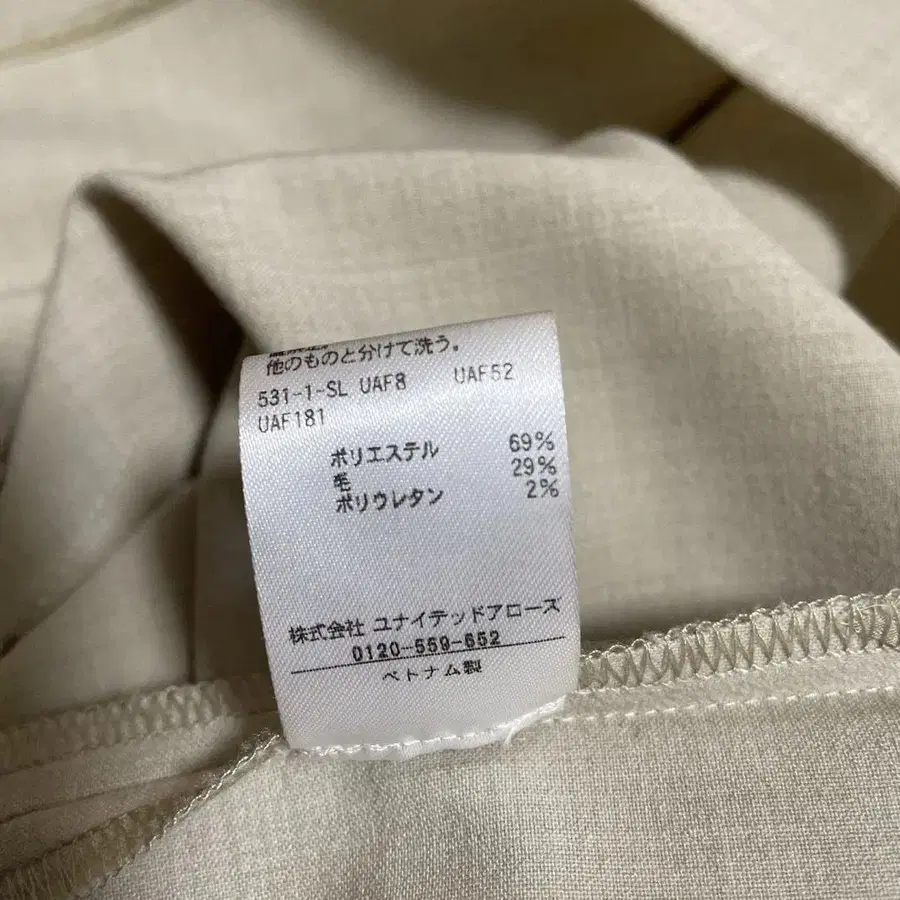 他のものと分けて洗う。
531-1-SL UAF8 UAF52
UAF181
ポリエステル 69%
毛 29%
ポリウレタン 2%
株式会社 ユナイテッドアローズ
0120-559-652
ベトナム製